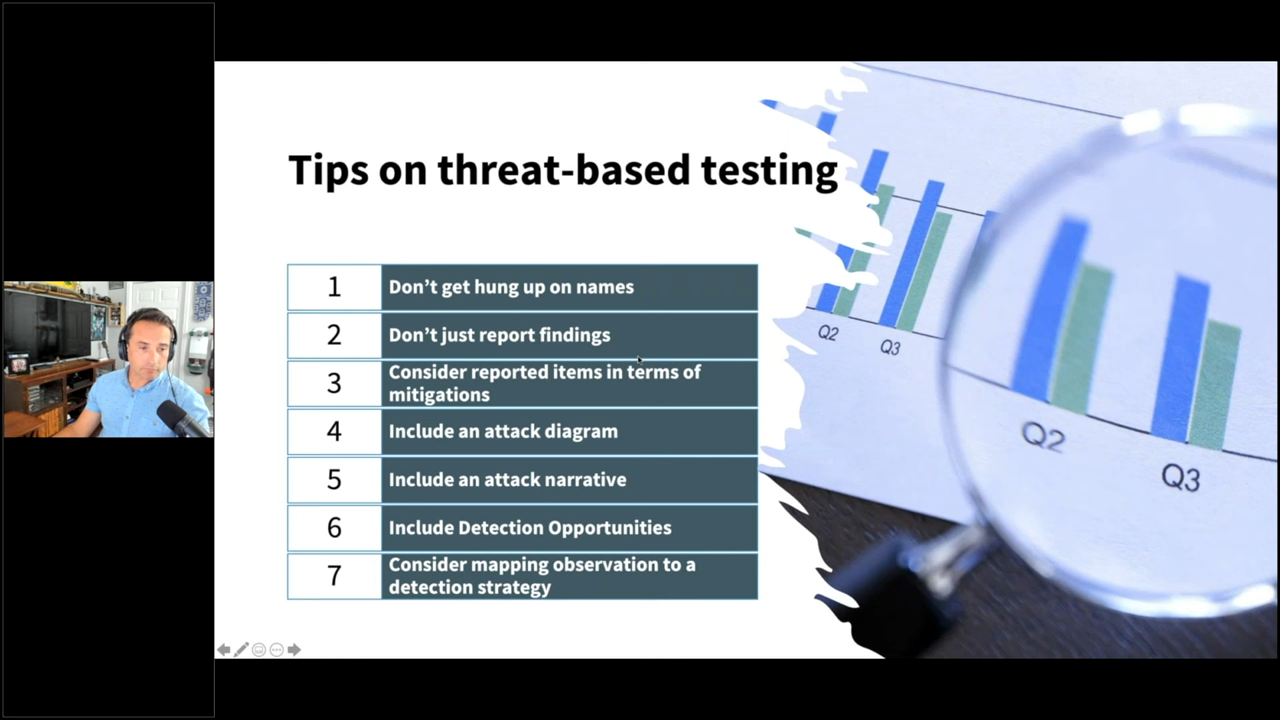 Tips on threat-based testing
1 Don’t get hung up on names
2 Don’t just report findings
3 Consider reported items in terms of
mitigations
4 Include an attack diagram
5 Include an attack narrative
6 Include Detection Opportunities
7 Consider mapping observation to a
detection strategy
Q2
Q3
Q2
Q3